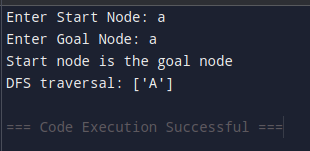 Enter Start Node: a
Enter Goal Node: a
Start node is the goal node
DFS traversal: ['A']
=== Code Execution Successful ===